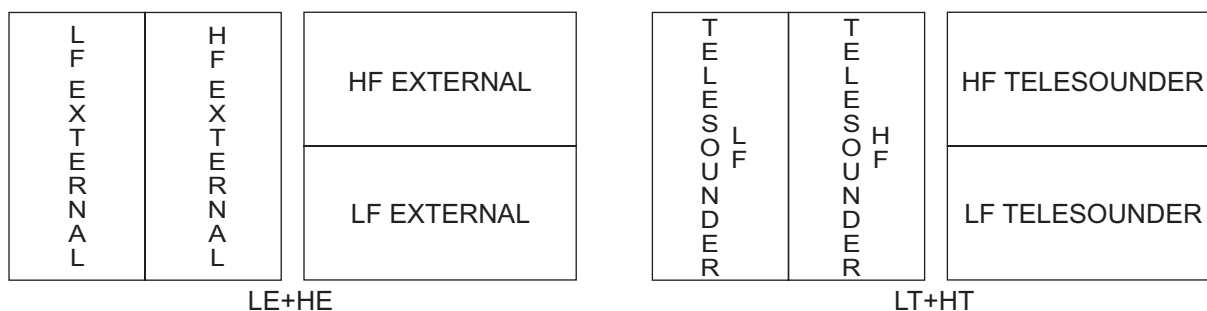 LF EXTERNAL
HF EXTERNAL
HF EXTERNAL
LF EXTERNAL
LE+HE
TELESOUNDER LF
TELESOUNDER HF
HF TELESOUNDER
LF TELESOUNDER
LT+HT